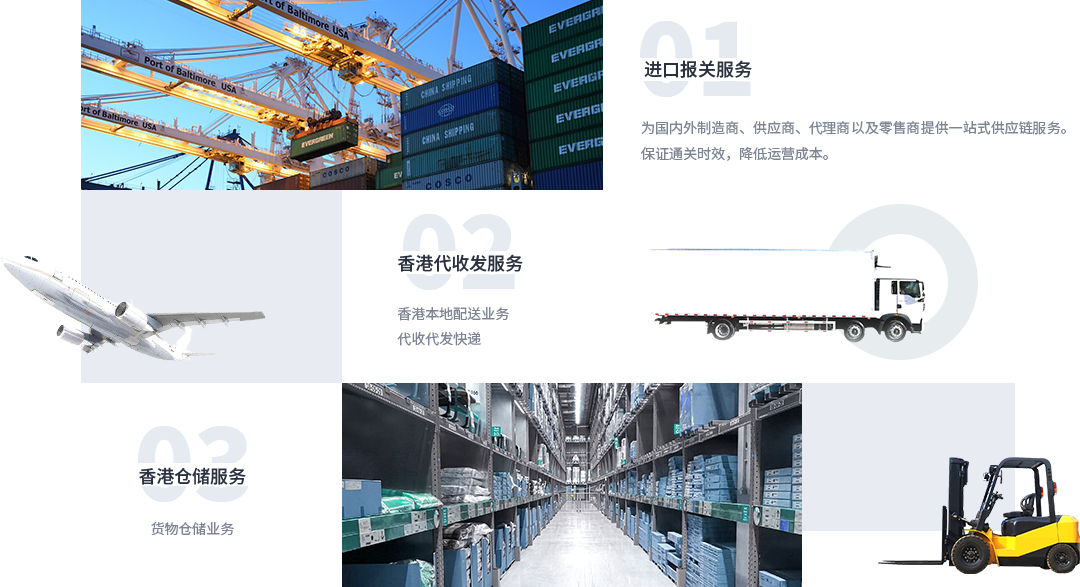 Port of Baltimore USA
Port of Baltimore USA
Port of Baltimore USA
EVERGREEN
CHINA SHIPPING
CHINA SHIPPING
COSCO
COSCO
01
进口报关服务
为国内外制造商、供应商、代理商以及零售商提供一站式供应链服务。
保证通关时效，降低运营成本。
02
香港代收发服务
香港本地配送业务
代收代发快递
03
香港仓储服务
货物仓储业务